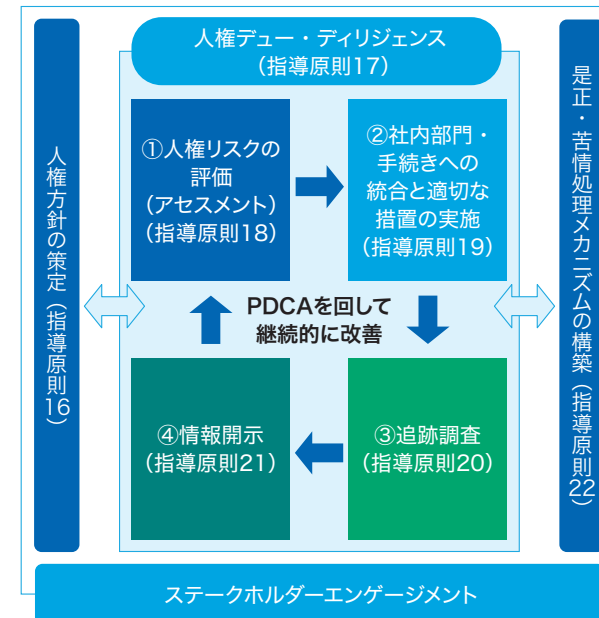 人権デュー・ディリジェンス
（指導原則17）
人権方針の策定（指導原則16）
①人権リスクの
評価
（アセスメント）
（指導原則18）
②社内部門・
手続きへの
統合と適切な
措置の実施
（指導原則19）
PDCAを回して
継続的に改善
④情報開示
（指導原則21）
③追跡調査
（指導原則20）
是正・苦情処理メカニズムの構築（指導原則22）
ステークホルダーエンゲージメント